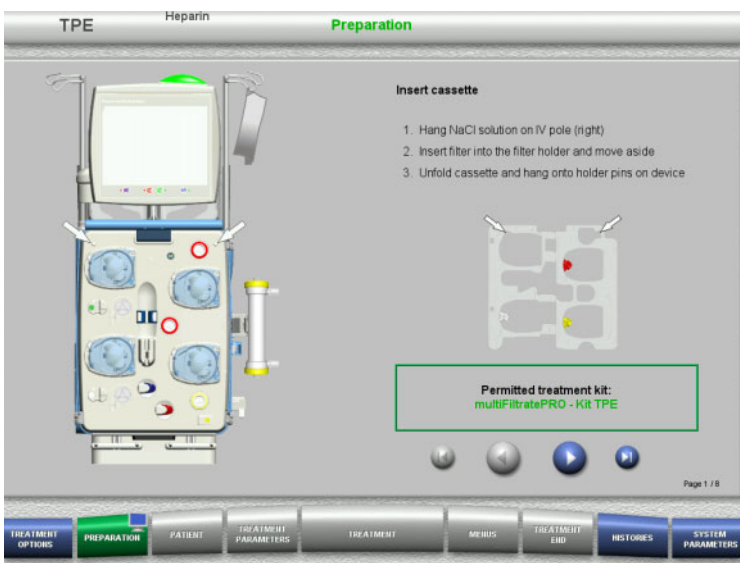 TPE
Heparin
Preparation
Insert cassette
1. Hang NaCl solution on IV pole (right)
2. Insert filter into the filter holder and move aside
3. Unfold cassette and hang onto holder pins on device
Permitted treatment kit:
multiFiltratePRO - Kit TPE
Page 1 / 8
TREATMENT
OPTIONS
PREPARATION
PATIENT
TREATMENT
PARAMETERS
TREATMENT
MENUS
TREATMENT
END
HISTORIES
SYSTEM
PARAMETERS